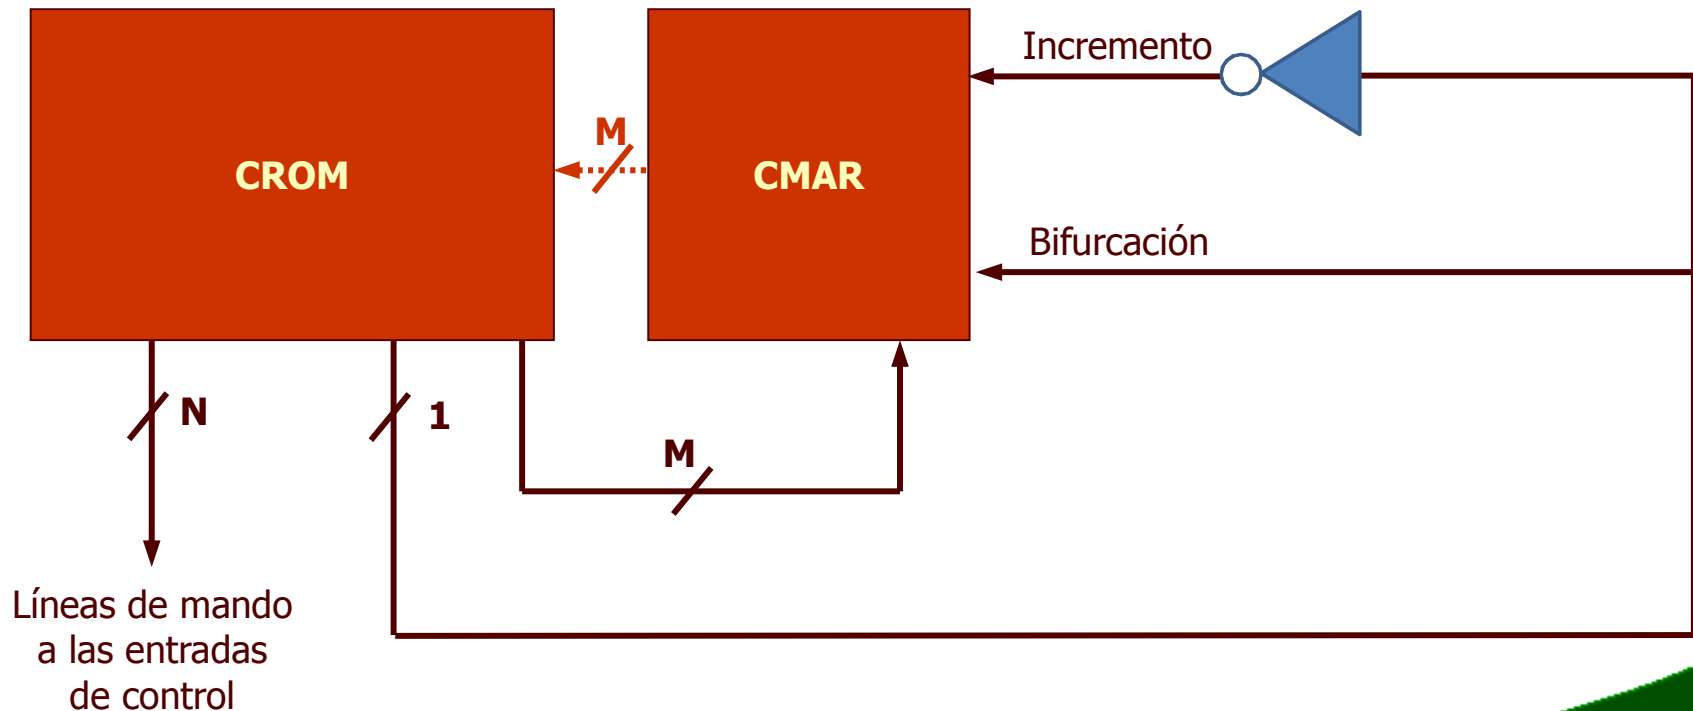 Incremento
M
CROM
CMAR
Bifurcación
N
1
M
Líneas de mando
a las entradas
de control